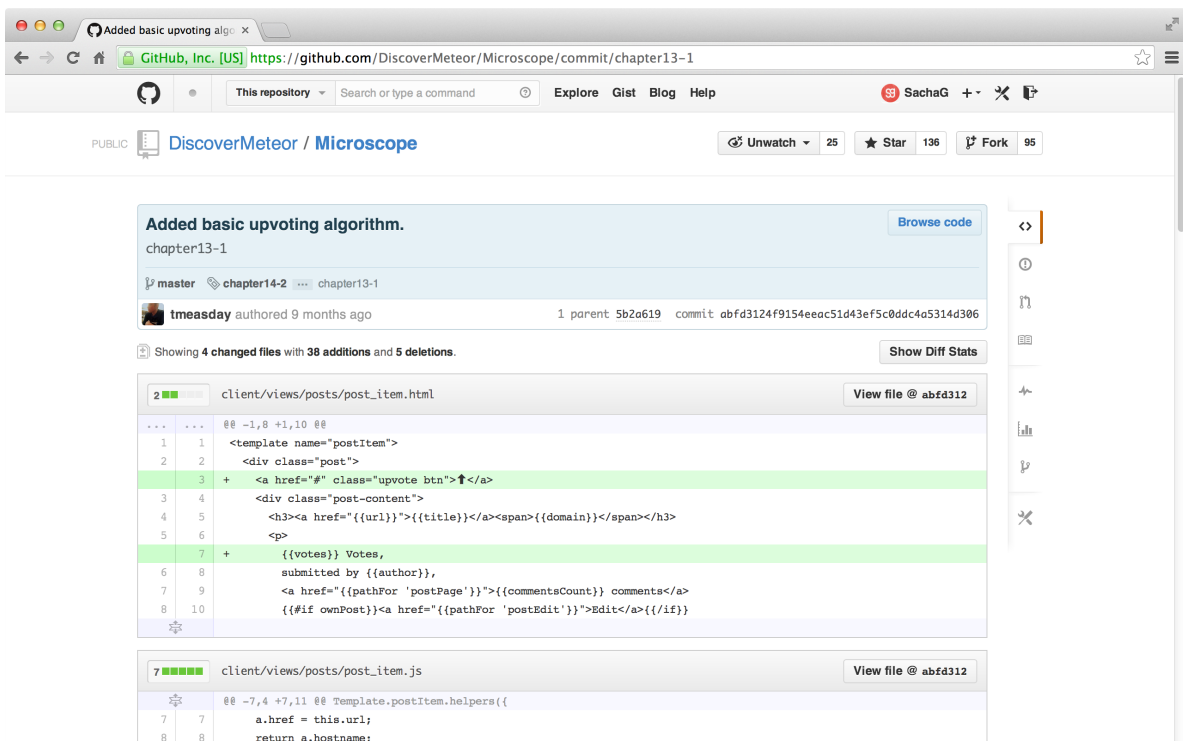 Added basic upvoting algo ×
GitHub, Inc. [US] https://github.com/DiscoverMeteor/Microscope/commit/chapter13-1
This repository Search or type a command Explore Gist Blog Help SachaG
PUBLIC DiscoverMeteor / Microscope Unwatch 25 Star 136 Fork 95
Added basic upvoting algorithm. Browse code
chapter13-1
master chapter14-2 ... chapter13-1
tmeasday authored 9 months ago 1 parent 5b2a619 commit abfd3124f9154eeac51d43ef5c0ddc4a5314d306
Showing 4 changed files with 38 additions and 5 deletions. Show Diff Stats
2 client/views/posts/post_item.html View file @ abfd312
... ... @@ -1,8 +1,10 @@
1 1 <template name="postItem">
2 2 <div class="post">
3 + <a href="#" class="upvote btn">⬆</a>
3 4 <div class="post-content">
4 5 <h3><a href="{{url}}">{{title}}</a><span>{{domain}}</span></h3>
5 6 <p>
7 + {{votes}} Votes,
6 8 submitted by {{author}},
7 9 <a href="{{pathFor 'postPage'}}">{{commentsCount}} comments</a>
8 10 {{#if ownPost}}<a href="{{pathFor 'postEdit'}}">Edit</a>{{/if}}
7 client/views/posts/post_item.js View file @ abfd312
@@ -7,4 +7,11 @@ Template.postItem.helpers({
7 7 a.href = this.url;
8 8 return a.hostname;